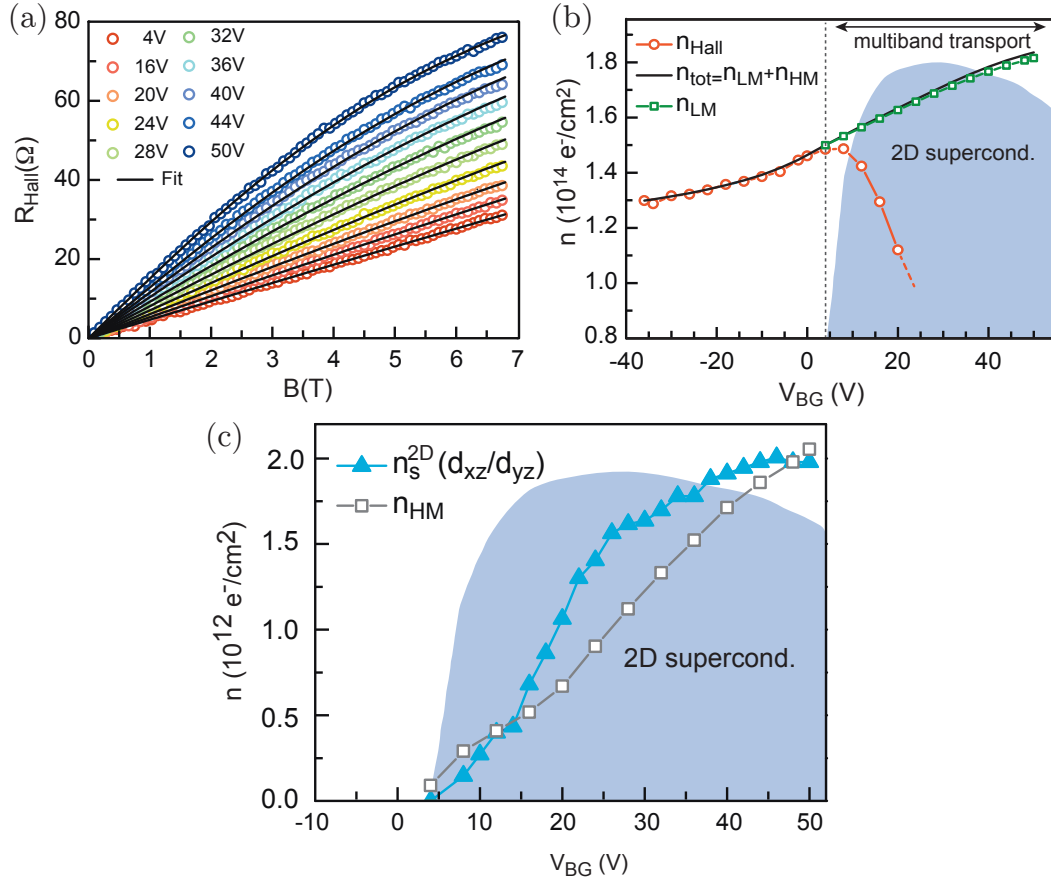 (a)
80
60
40
20
0
R_Hall(Ω)
4V
16V
20V
24V
28V
32V
36V
40V
44V
50V
Fit
0 1 2 3 4 5 6 7
B(T)
(b)
multiband transport
n_Hall
n_tot=n_LM+n_HM
n_LM
2D supercond.
1.8
1.6
1.4
1.2
1.0
0.8
n (10^14 e^-/cm^2)
-40 -20 0 20 40
V_BG (V)
(c)
n_s^2D (d_xz/d_yz)
n_HM
2D supercond.
2.0
1.5
1.0
0.5
0.0
n (10^12 e^-/cm^2)
-10 0 10 20 30 40 50
V_BG (V)